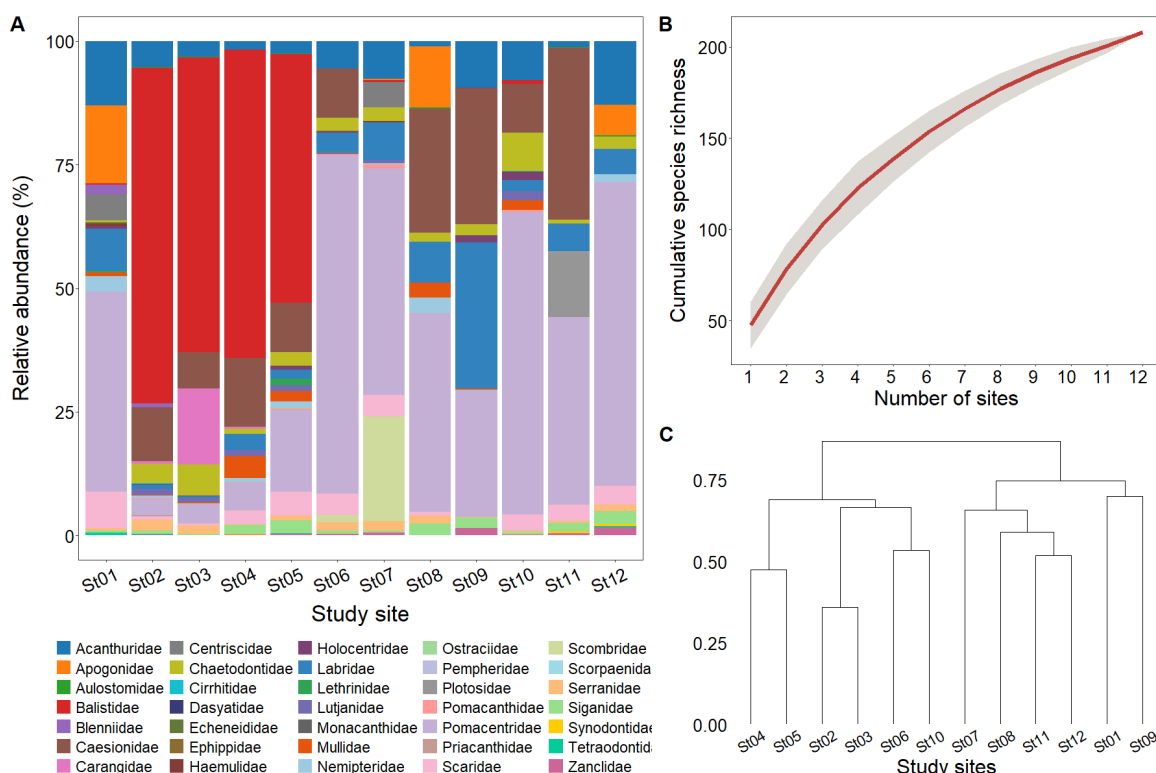 A
Relative abundance (%)
100
75
50
25
0
St01 St02 St03 St04 St05 St06 St07 St08 St09 St10 St11 St12
Study site
Acanthuridae Centriscidae Holocentridae Ostraciidae Scombridae
Apogonidae Chaetodontidae Labridae Pempheridae Scorpaenida
Aulostomidae Cirrhitidae Lethrinidae Plotosidae Serranidae
Balistidae Dasyatidae Lutjanidae Pomacanthidae Siganidae
Blenniidae Echeneididae Monacanthidae Pomacentridae Synodontida
Caesionidae Ephippidae Mullidae Priacanthidae Tetraodontida
Carangidae Haemulidae Nemipteridae Scaridae Zanclidae
B
Cumulative species richness
200
150
100
50
1 2 3 4 5 6 7 8 9 10 11 12
Number of sites
C
0.75
0.50
0.25
0.00
St04 St05 St02 St03 St06 St10 St07 St08 St11 St12 St01 St09
Study sites